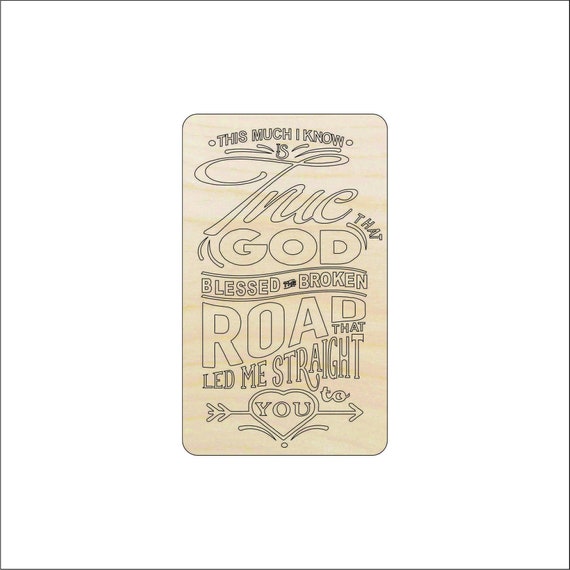 THIS MUCH I KNOW
IS
True THAT
GOD
BLESSED THE BROKEN
ROAD
THAT
LED ME STRAIGHT
to
YOU